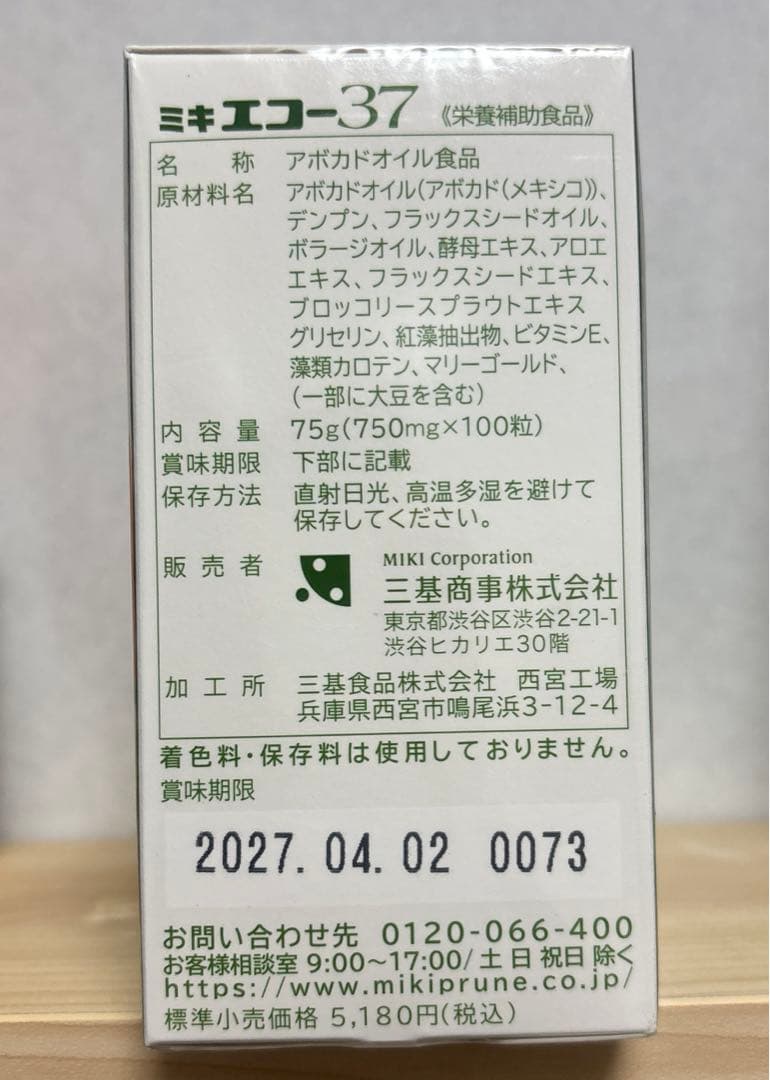 ミキエコー37 《栄養補助食品》
名称 アボカドオイル食品
原材料名 アボカドオイル(アボカド(メキシコ))、
デンプン、フラックスシードオイル、
ボラージオイル、酵母エキス、アロエ
エキス、フラックスシードエキス、
ブロッコリースプラウトエキス
グリセリン、紅藻抽出物、ビタミンE、
藻類カロテン、マリーゴールド、
(一部に大豆を含む)
内容量 75g(750mg×100粒)
賞味期限 下部に記載
保存方法 直射日光、高温多湿を避けて
保存してください。
販売者 MIKI Corporation
三基商事株式会社
東京都渋谷区渋谷2-21-1
渋谷ヒカリエ30階
加工所 三基食品株式会社 西宮工場
兵庫県西宮市鳴尾浜3-12-4
着色料・保存料は使用しておりません。
賞味期限
2027.04.02 0073
お問い合わせ先 0120-066-400
お客様相談室 9:00~17:00/土日祝日除く
https://www.mikiprune.co.jp/
標準小売価格 5,180円(税込)